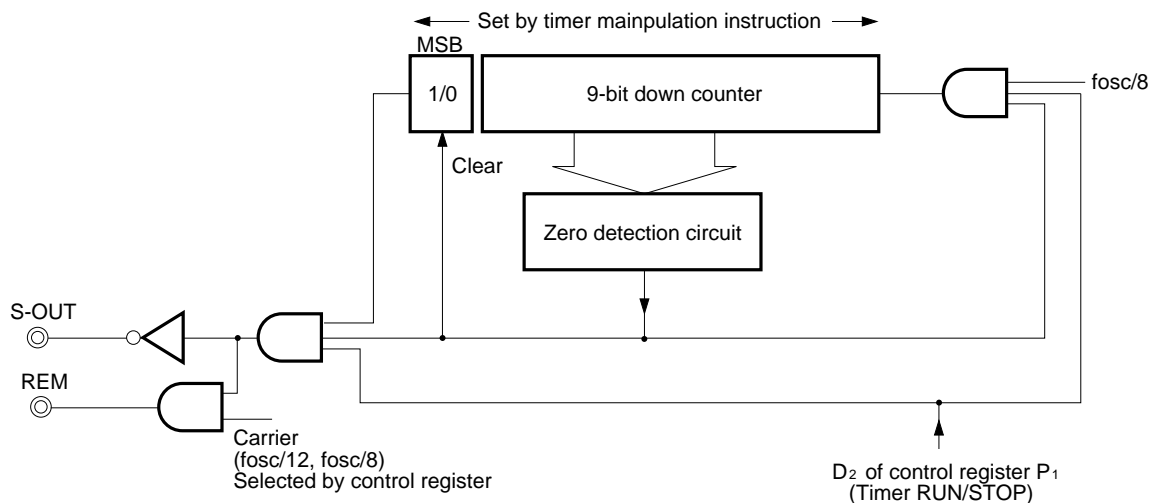 Set by timer mainpulation instruction
MSB
1/0
9-bit down counter
fosc/8
Clear
Zero detection circuit
S-OUT
REM
Carrier
(fosc/12, fosc/8)
Selected by control register
D₂ of control register P₁
(Timer RUN/STOP)